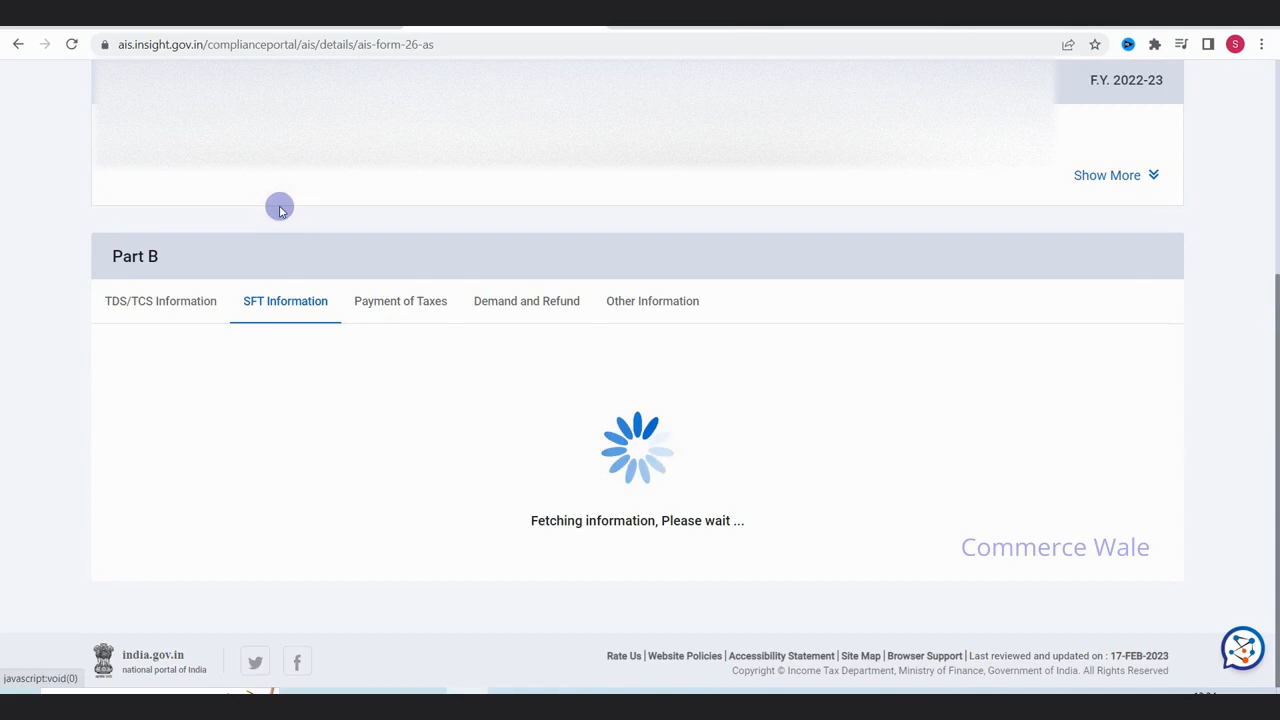 ais.insight.gov.in/complianceportal/ais/details/ais-form-26-as
S
F.Y. 2022-23
Show More
Part B
TDS/TCS Information SFT Information Payment of Taxes Demand and Refund Other Information
Fetching information, Please wait ...
Commerce Wale
india.gov.in
national portal of India
Rate Us | Website Policies | Accessibility Statement | Site Map | Browser Support | Last reviewed and updated on : 17-FEB-2023
Copyright © Income Tax Department, Ministry of Finance, Government of India. All Rights Reserved
javascript:void(0)